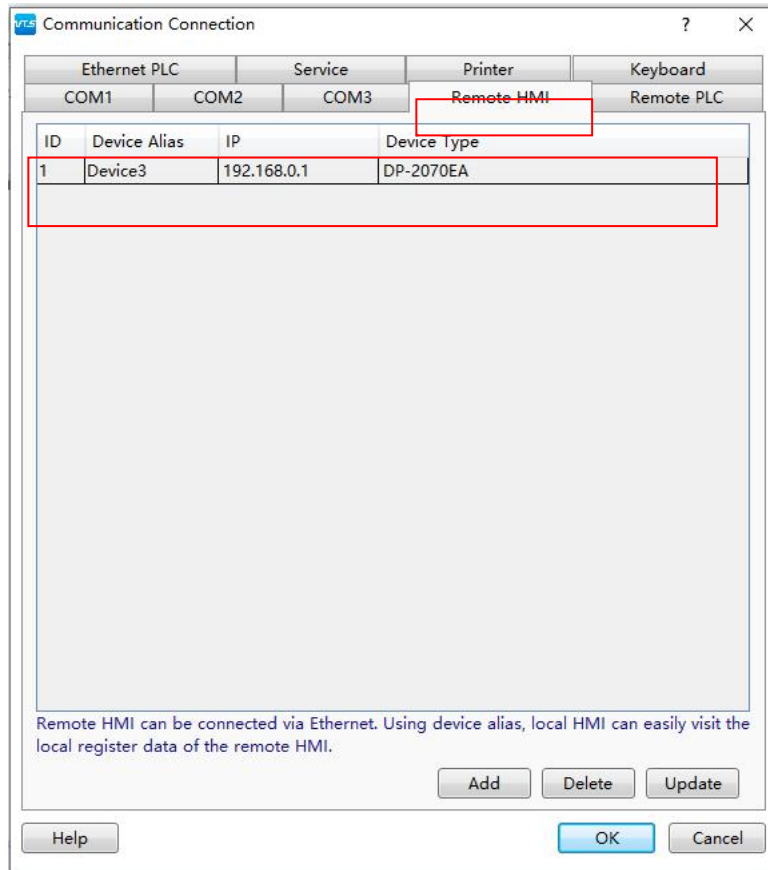 VTS Communication Connection ? ×
Ethernet PLC Service Printer Keyboard
COM1 COM2 COM3 Remote HMI Remote PLC
ID Device Alias IP Device Type
1 Device3 192.168.0.1 DP-2070EA
Remote HMI can be connected via Ethernet. Using device alias, local HMI can easily visit the
local register data of the remote HMI.
Add Delete Update
Help OK Cancel